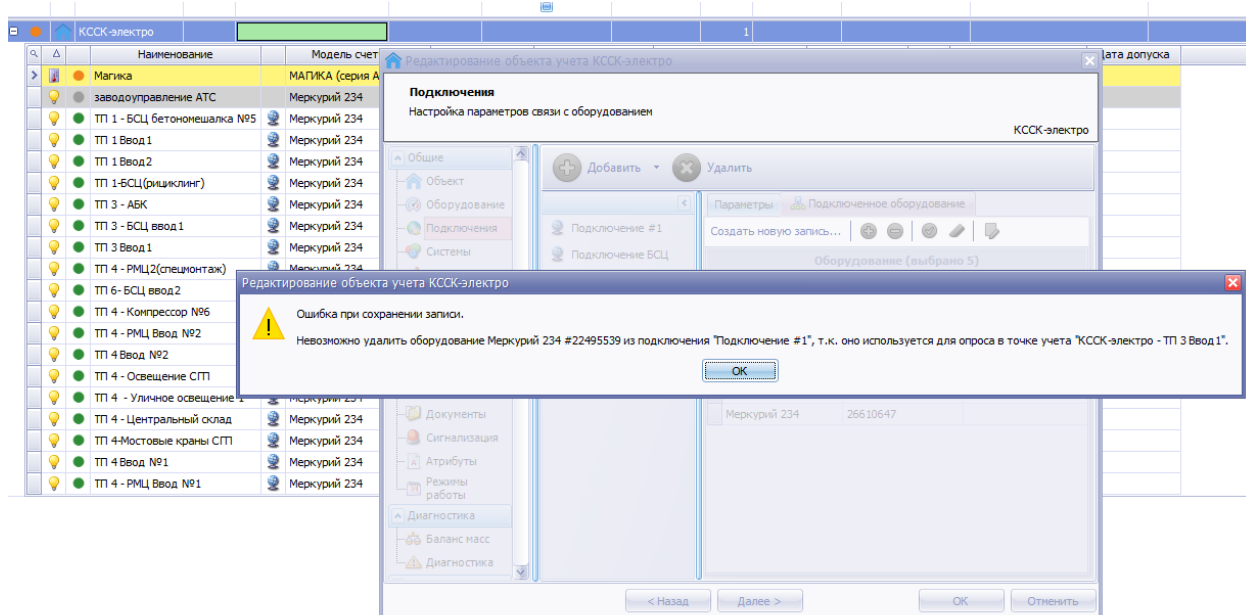 КССК-электро 1
Наименование Модель счет Дата допуска
Магика МАГИКА (серия А
заводоуправление АТС Меркурий 234
ТП 1 - БСЦ бетономешалка №5 Меркурий 234
ТП 1 Ввод1 Меркурий 234
ТП 1 Ввод2 Меркурий 234
ТП 1-БСЦ(рициклинг) Меркурий 234
ТП 3 - АБК Меркурий 234
ТП 3 - БСЦ ввод1 Меркурий 234
ТП 3 Ввод1 Меркурий 234
ТП 4 - РМЦ2(спецмонтаж) Меркурий 234
ТП 6- БСЦ ввод2
ТП 4 - Компрессор №6
ТП 4 - РМЦ Ввод №2
ТП 4 Ввод №2
ТП 4 - Освещение СГП
ТП 4 - Уличное освещение 1 Меркурий 234
ТП 4 - Центральный склад Меркурий 234
ТП 4-Мостовые краны СГП Меркурий 234
ТП 4 Ввод №1 Меркурий 234
ТП 4 - РМЦ Ввод №1 Меркурий 234
Редактирование объекта учета КССК-электро
Подключения
Настройка параметров связи с оборудованием
КССК-электро
Общие
Объект
Оборудование
Подключения
Системы
Добавить Удалить
Подключение #1
Подключение БСЦ
Параметры Подключенное оборудование
Создать новую запись...
Оборудование (выбрано 5)
Редактирование объекта учета КССК-электро
Ошибка при сохранении записи.
Невозможно удалить оборудование Меркурий 234 #22495539 из подключения "Подключение #1", т.к. оно используется для опроса в точке учета "КССК-электро - ТП 3 Ввод1".
OK
Меркурий 234 26610647
Документы
Сигнализация
Атрибуты
Режимы
работы
Диагностика
Баланс масс
Диагностика
< Назад Далее > OK Отменить